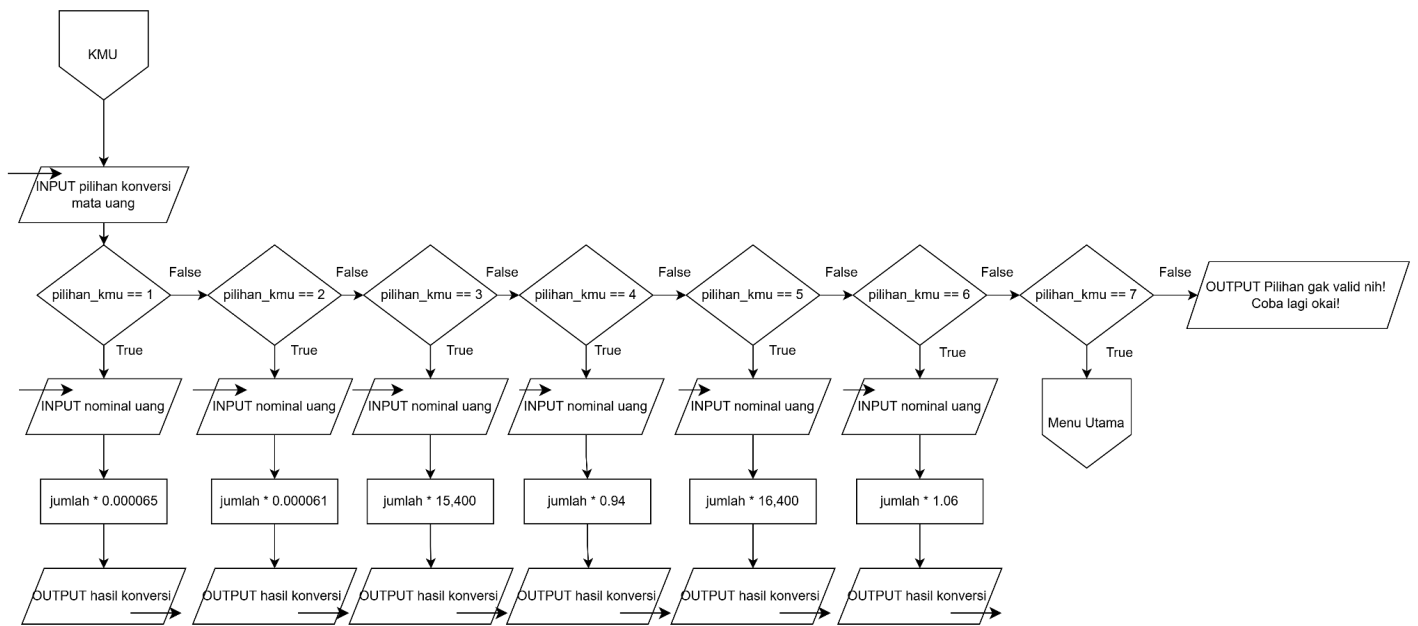 KMU
INPUT pilihan konversi
mata uang
pilihan_kmu == 1
False
pilihan_kmu == 2
False
pilihan_kmu == 3
False
pilihan_kmu == 4
False
pilihan_kmu == 5
False
pilihan_kmu == 6
False
pilihan_kmu == 7
False
OUTPUT Pilihan gak valid nih!
Coba lagi okai!
True
True
True
True
True
True
True
INPUT nominal uang
INPUT nominal uang
INPUT nominal uang
INPUT nominal uang
INPUT nominal uang
INPUT nominal uang
Menu Utama
jumlah * 0.000065
jumlah * 0.000061
jumlah * 15,400
jumlah * 0.94
jumlah * 16,400
jumlah * 1.06
OUTPUT hasil konversi
OUTPUT hasil konversi
OUTPUT hasil konversi
OUTPUT hasil konversi
OUTPUT hasil konversi
OUTPUT hasil konversi